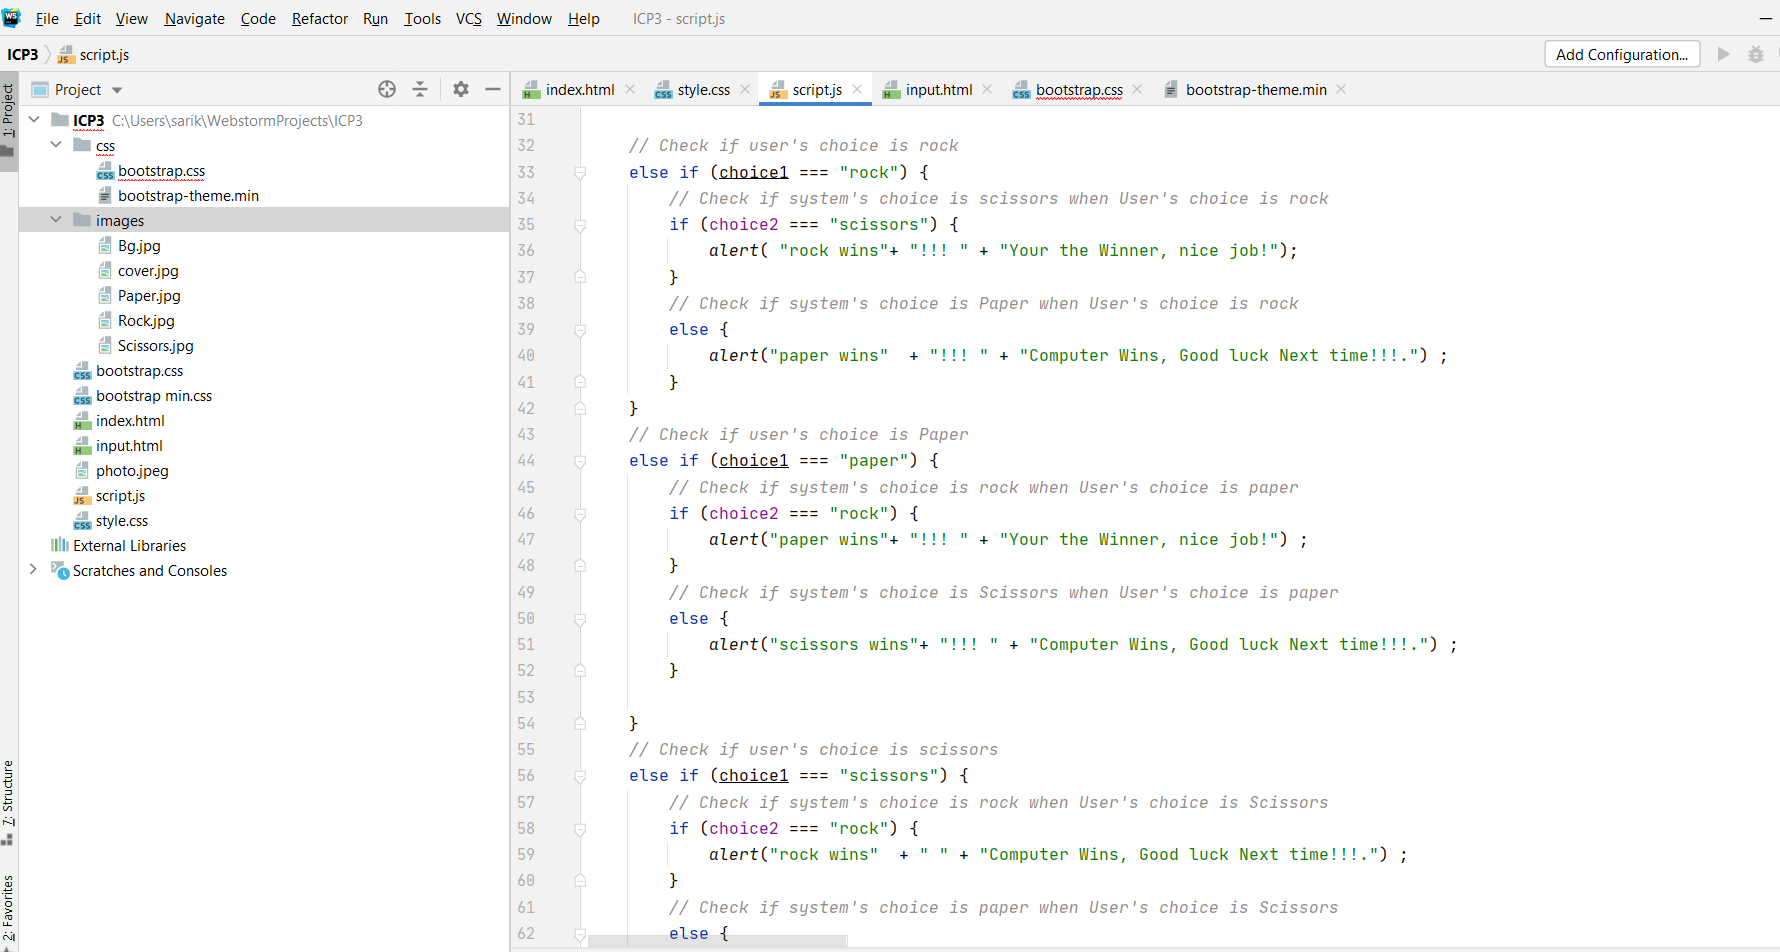 File Edit View Navigate Code Refactor Run Tools VCS Window Help ICP3 - script.js
ICP3 script.js Add Configuration...
1: Project
Project
ICP3 C:\Users\sarik\WebstormProjects\ICP3
css
bootstrap.css
bootstrap-theme.min
images
Bg.jpg
cover.jpg
Paper.jpg
Rock.jpg
Scissors.jpg
bootstrap.css
bootstrap min.css
index.html
input.html
photo.jpeg
script.js
style.css
External Libraries
Scratches and Consoles
7: Structure
2: Favorites
index.html style.css script.js input.html bootstrap.css bootstrap-theme.min
31
32 // Check if user's choice is rock
33 else if (choice1 === "rock") {
34 // Check if system's choice is scissors when User's choice is rock
35 if (choice2 === "scissors") {
36 alert( "rock wins"+ "!!! " + "Your the Winner, nice job!");
37 }
38 // Check if system's choice is Paper when User's choice is rock
39 else {
40 alert("paper wins"  + "!!! " + "Computer Wins, Good luck Next time!!!.") ;
41 }
42 }
43 // Check if user's choice is Paper
44 else if (choice1 === "paper") {
45 // Check if system's choice is rock when User's choice is paper
46 if (choice2 === "rock") {
47 alert("paper wins"+ "!!! " + "Your the Winner, nice job!") ;
48 }
49 // Check if system's choice is Scissors when User's choice is paper
50 else {
51 alert("scissors wins"+ "!!! " + "Computer Wins, Good luck Next time!!!.") ;
52 }
53
54 }
55 // Check if user's choice is scissors
56 else if (choice1 === "scissors") {
57 // Check if system's choice is rock when User's choice is Scissors
58 if (choice2 === "rock") {
59 alert("rock wins"  + " " + "Computer Wins, Good luck Next time!!!.") ;
60 }
61 // Check if system's choice is paper when User's choice is Scissors
62 else {